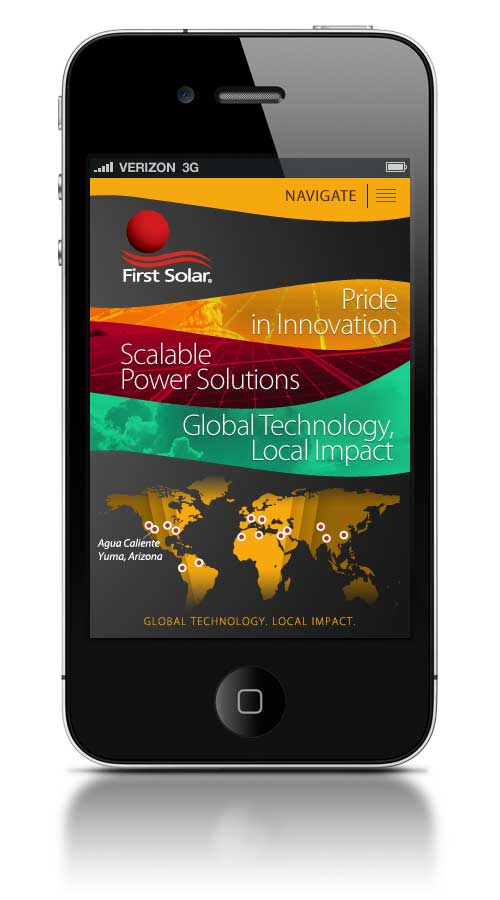 VERIZON 3G
NAVIGATE
First Solar®
Pride
in Innovation
Scalable
Power Solutions
Global Technology,
Local Impact
Agua Caliente
Yuma, Arizona
GLOBAL TECHNOLOGY. LOCAL IMPACT.